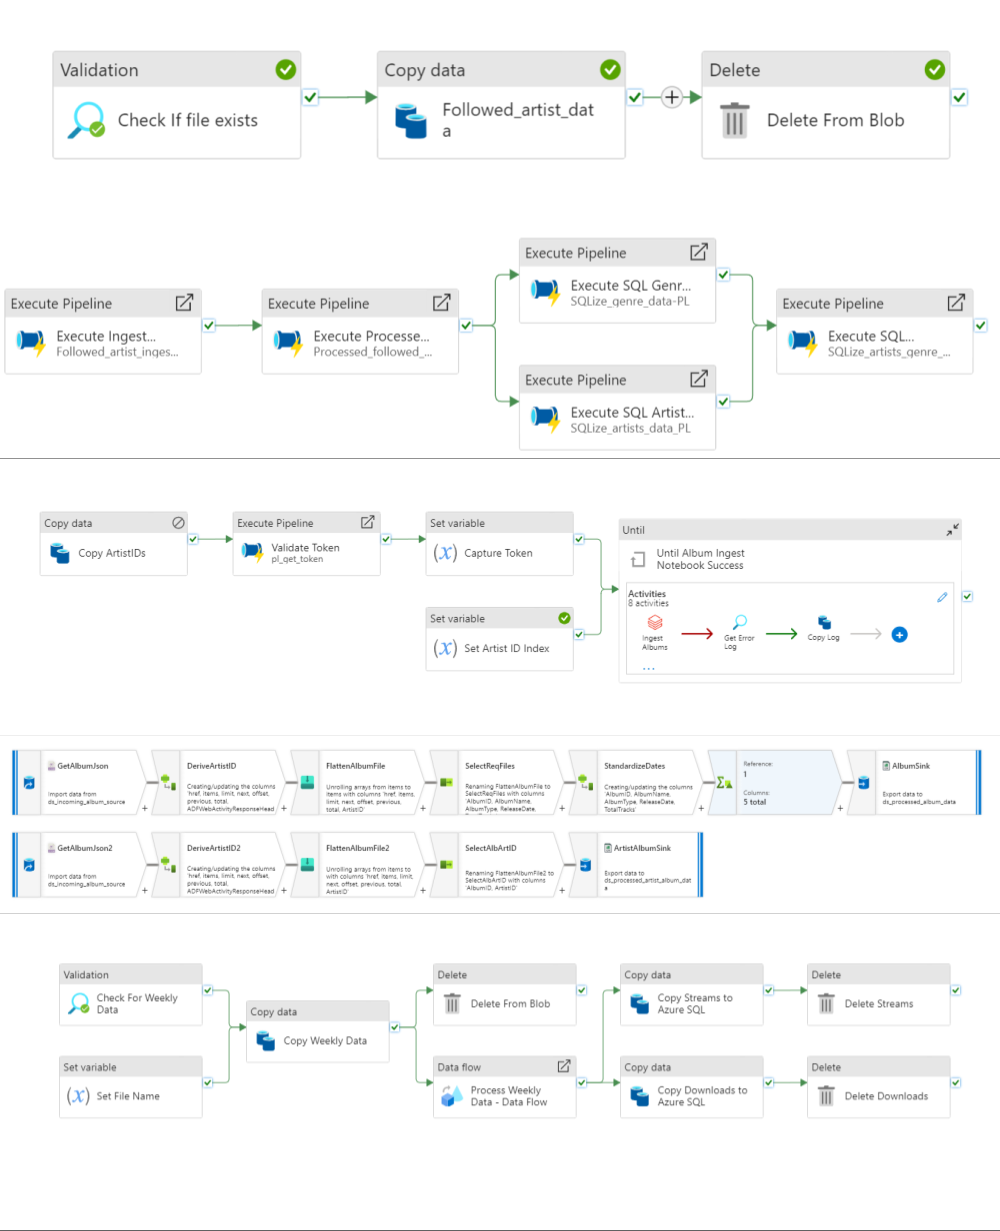 Validation
Check If file exists
Copy data
Followed_artist_dat
a
Delete
Delete From Blob
Execute Pipeline
Execute Ingest...
Followed_artist_inges...
Execute Pipeline
Execute Processe...
Processed_followed_...
Execute Pipeline
Execute SQL Genr...
SQLize_genre_data-PL
Execute Pipeline
Execute SQL Artist...
SQLize_artists_data_PL
Execute Pipeline
Execute SQL...
SQLize_artists_genre_...
Copy data
Copy ArtistIDs
Execute Pipeline
Validate Token
pl_get_token
Set variable
(x) Capture Token
Set variable
(x) Set Artist ID Index
Until
Until Album Ingest
Notebook Success
Activities
8 activities
Ingest
Albums
Get Error
Log
Copy Log
...
GetAlbumJson
Import data from
ds_incoming_album_source
+
DeriveArtistID
Creating/updating the columns
'href, items, limit, next, offset,
previous, total,
ADFWebActivityResponseHead
+
FlattenAlbumFile
Unrolling arrays from items to
with columns 'href, items,
limit, next, offset, previous,
total, ArtistID'
+
SelectReqFiles
Renaming FlattenAlbumFile to
SelectReqFiles with columns
'AlbumID, AlbumName,
AlbumType, ReleaseDate,
+
StandardizeDates
Creating/updating the columns
'AlbumID, AlbumName,
AlbumType, ReleaseDate,
TotalTracks'
+
Reference:
1
Columns:
5 total
+
AlbumSink
Export data to
ds_processed_album_data
GetAlbumJson2
Import data from
ds_incoming_album_source
+
DeriveArtistID2
Creating/updating the columns
'href, items, limit, next, offset,
previous, total,
ADFWebActivityResponseHead
+
FlattenAlbumFile2
Unrolling arrays from items to
with columns 'href, items, limit,
next, offset, previous, total,
ArtistID'
+
SelectAlbArtID
Renaming FlattenAlbumFile2 to
SelectAlbArtID with columns
'AlbumID, ArtistID'
+
ArtistAlbumSink
Export data to
ds_processed_artist_album_dat
a
Validation
Check For Weekly
Data
Set variable
(x) Set File Name
Copy data
Copy Weekly Data
Delete
Delete From Blob
Data flow
Process Weekly
Data - Data Flow
Copy data
Copy Streams to
Azure SQL
Copy data
Copy Downloads to
Azure SQL
Delete
Delete Streams
Delete
Delete Downloads